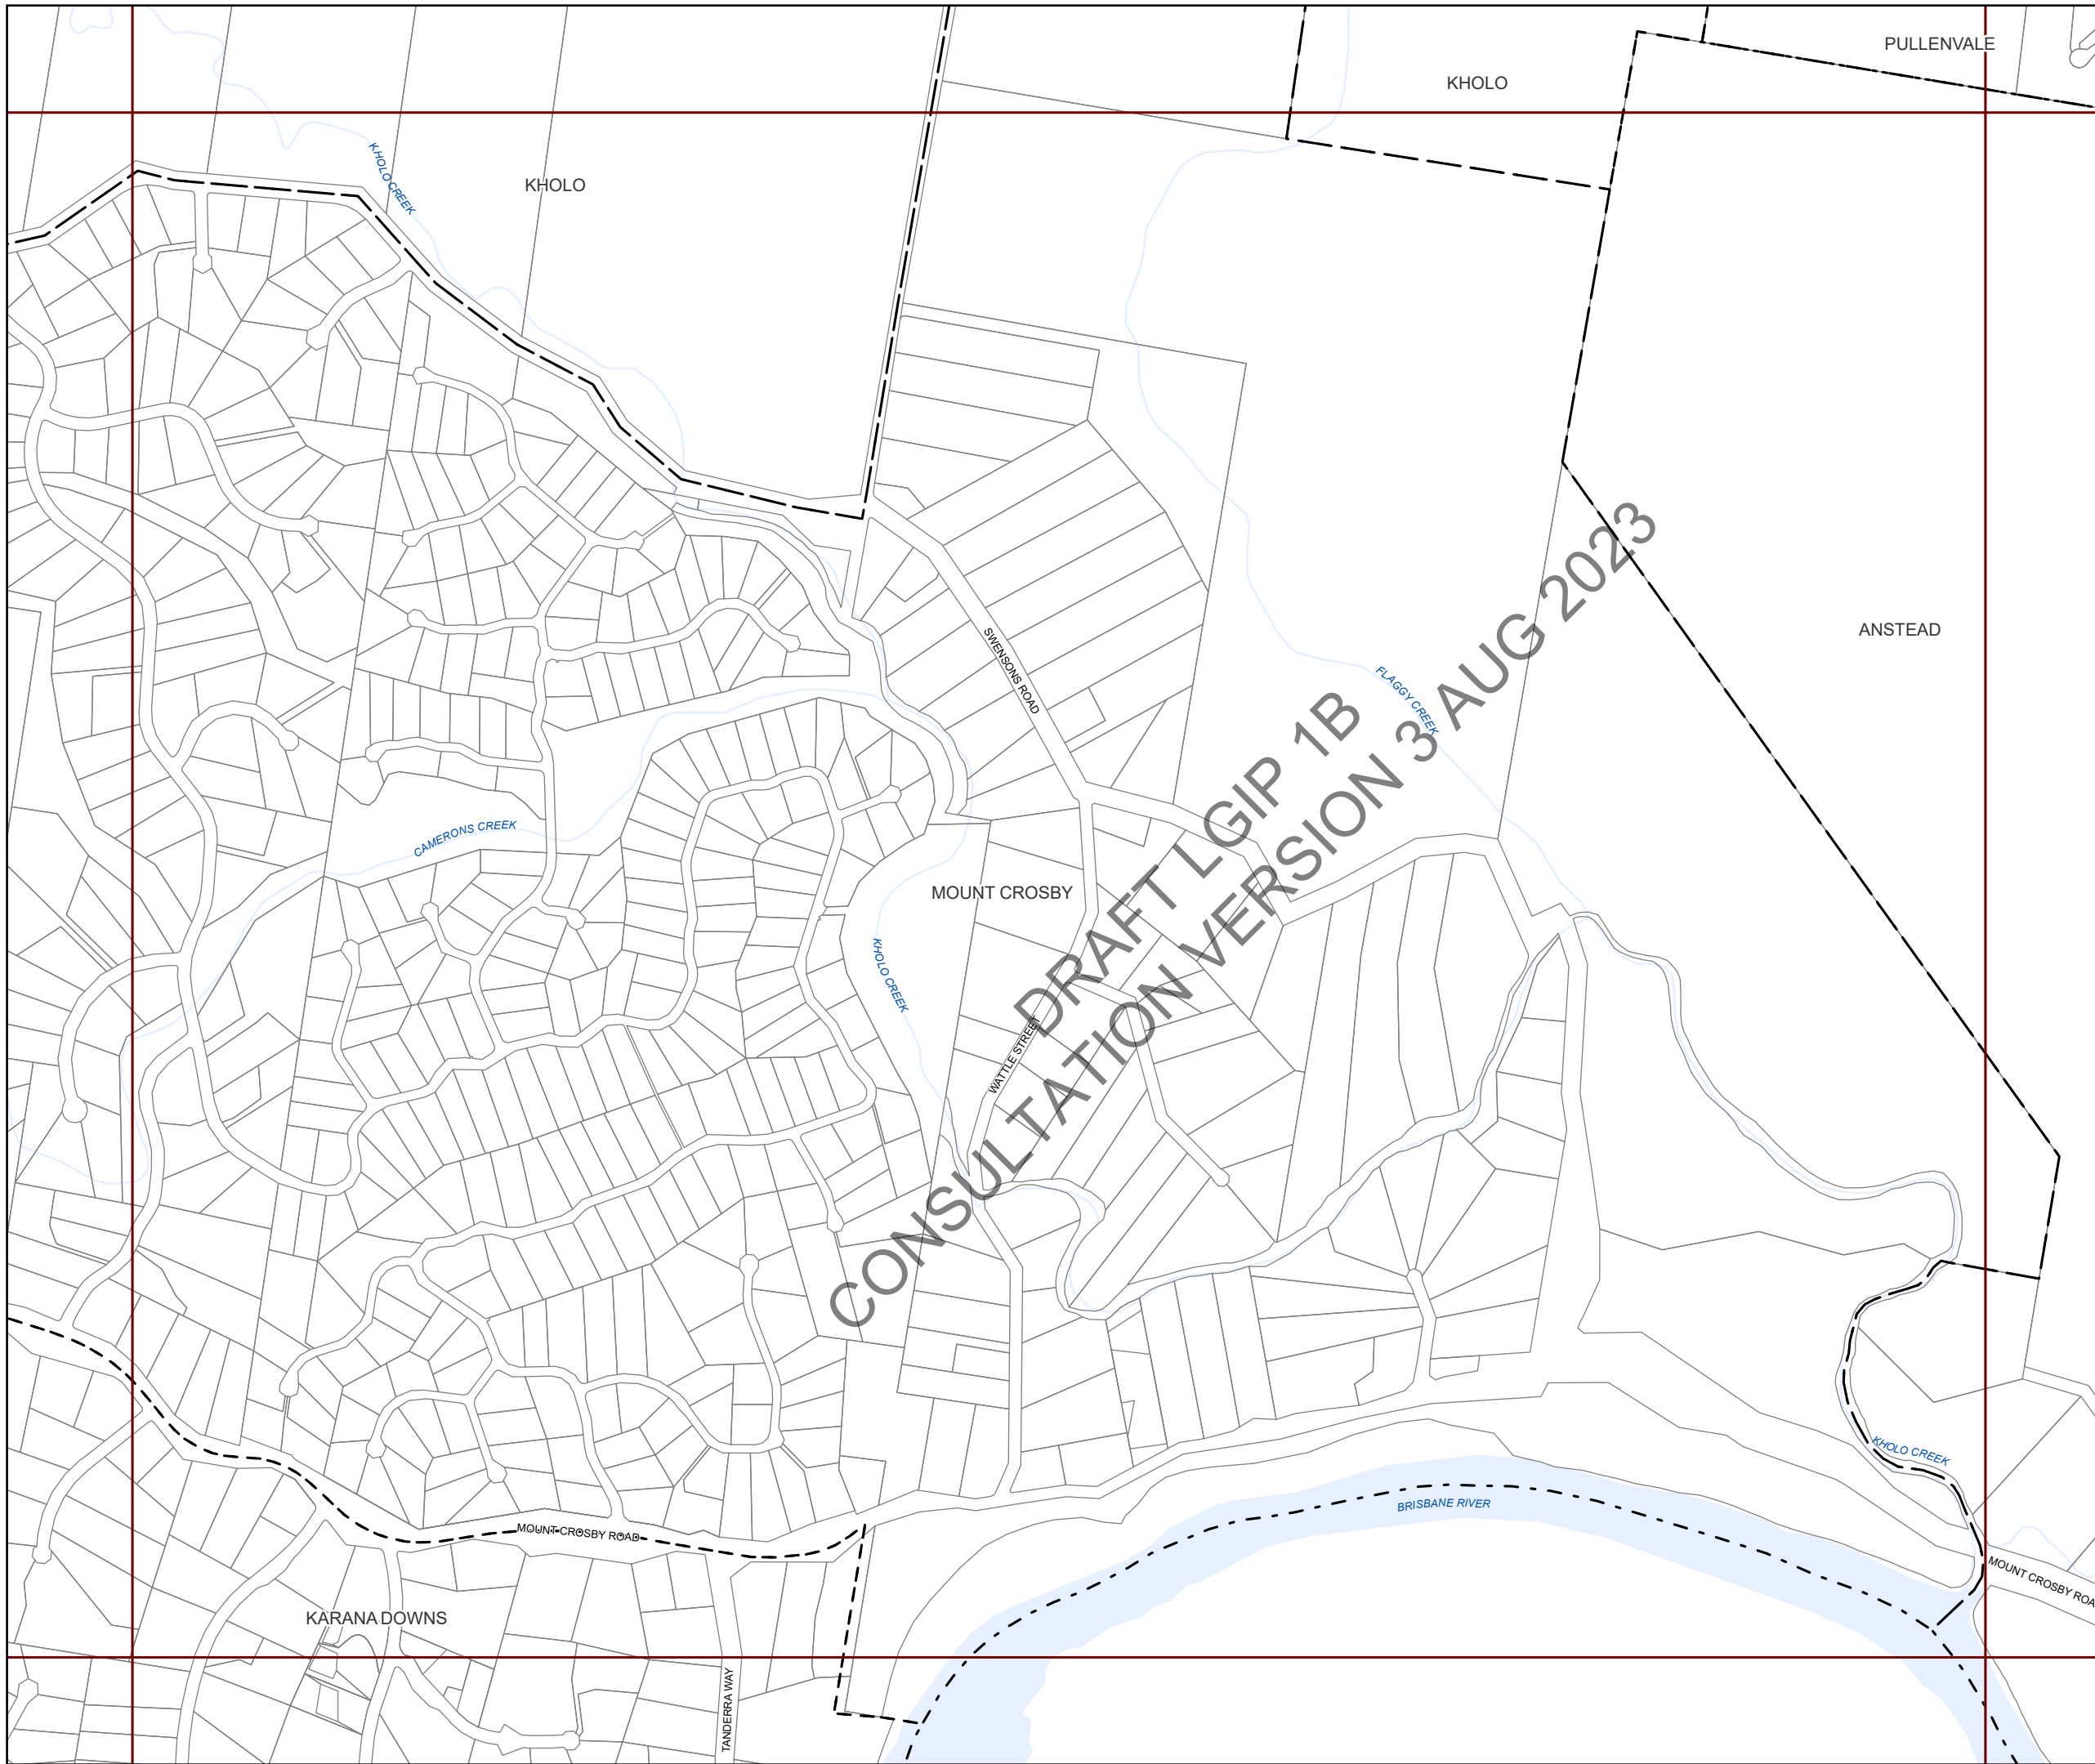 PULLENVALE
KHOLO
KHOLO CREEK
KHOLO
ANSTEAD
SWENSONS ROAD
FLAGGY CREEK
CAMERONS CREEK
MOUNT CROSBY
KHOLO CREEK
WATTLE STREET
DRAFT LGIP 1B
CONSULTATION VERSION 3 AUG 2023
KHOLO CREEK
BRISBANE RIVER
MOUNT CROSBY ROAD
MOUNT CROSBY ROA
KARANA DOWNS
TANDERRA WAY